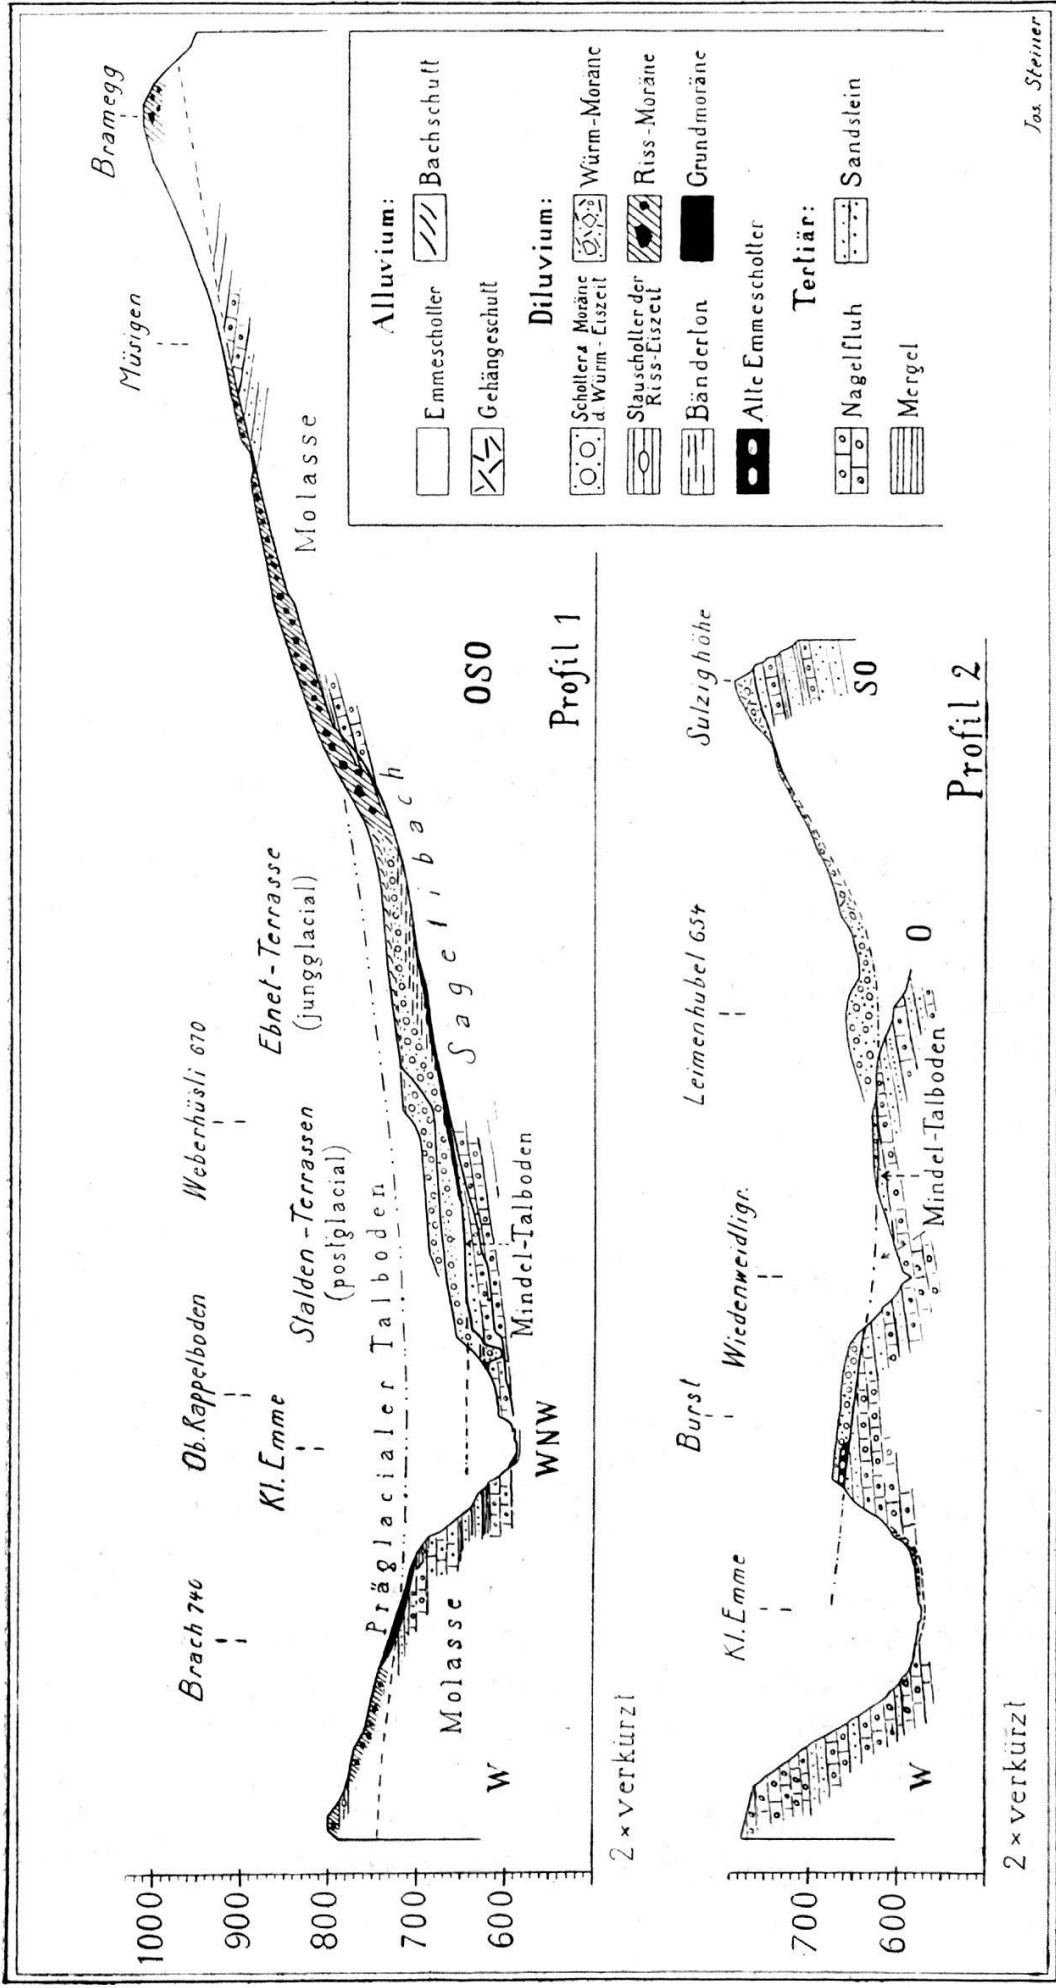 Bramegg
Müsigen
Molasse
Weberhüsli 670
Ebnet-Terrasse
(jungglacial)
Stalden-Terrassen
(postglacial)
Ob. Rappelboden
Kl. Emme
Brach 740
Präglacialer Talboden
Molasse
Sagelibach
Mindel-Talboden
W
WNW
OSO
Profil 1
1000
900
800
700
600
2 × verkürzt
Alluvium:
Emmeschotter
Bachschutt
Gehängeschutt
Diluvium:
Schotter & Moräne
d. Würm-Eiszeit
Würm-Moräne
Stauschotter der
Riss-Eiszeit
Riss-Moräne
Bänderton
Grundmoräne
Alte Emmeschotter
Tertiär:
Nagelfluh
Sandstein
Mergel
Kl. Emme
Burst
Wiedenweidligr.
Leimenhubel 654
Sulzighöhe
Mindel-Talboden
W
O
SO
Profil 2
700
600
2 × verkürzt
Jos. Steiner